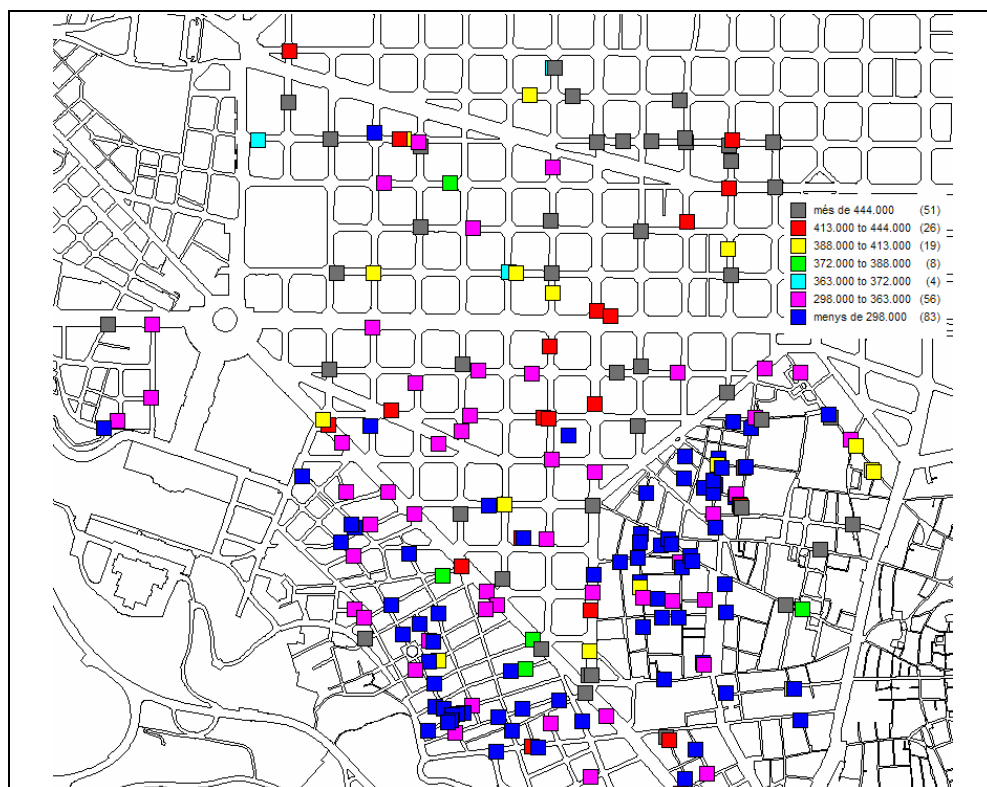 més de 444.000 (51)
413.000 to 444.000 (26)
388.000 to 413.000 (19)
372.000 to 388.000 (8)
363.000 to 372.000 (4)
298.000 to 363.000 (56)
menys de 298.000 (83)